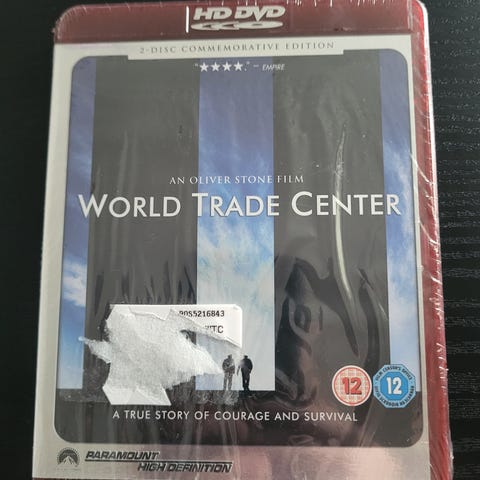 HD DVD
2-DISC COMMEMORATIVE EDITION
"★★★★." – EMPIRE
AN OLIVER STONE FILM
WORLD TRADE CENTER
P0S5216843
TC
12
12
A TRUE STORY OF COURAGE AND SURVIVAL
PARAMOUNT
HIGH DEFINITION